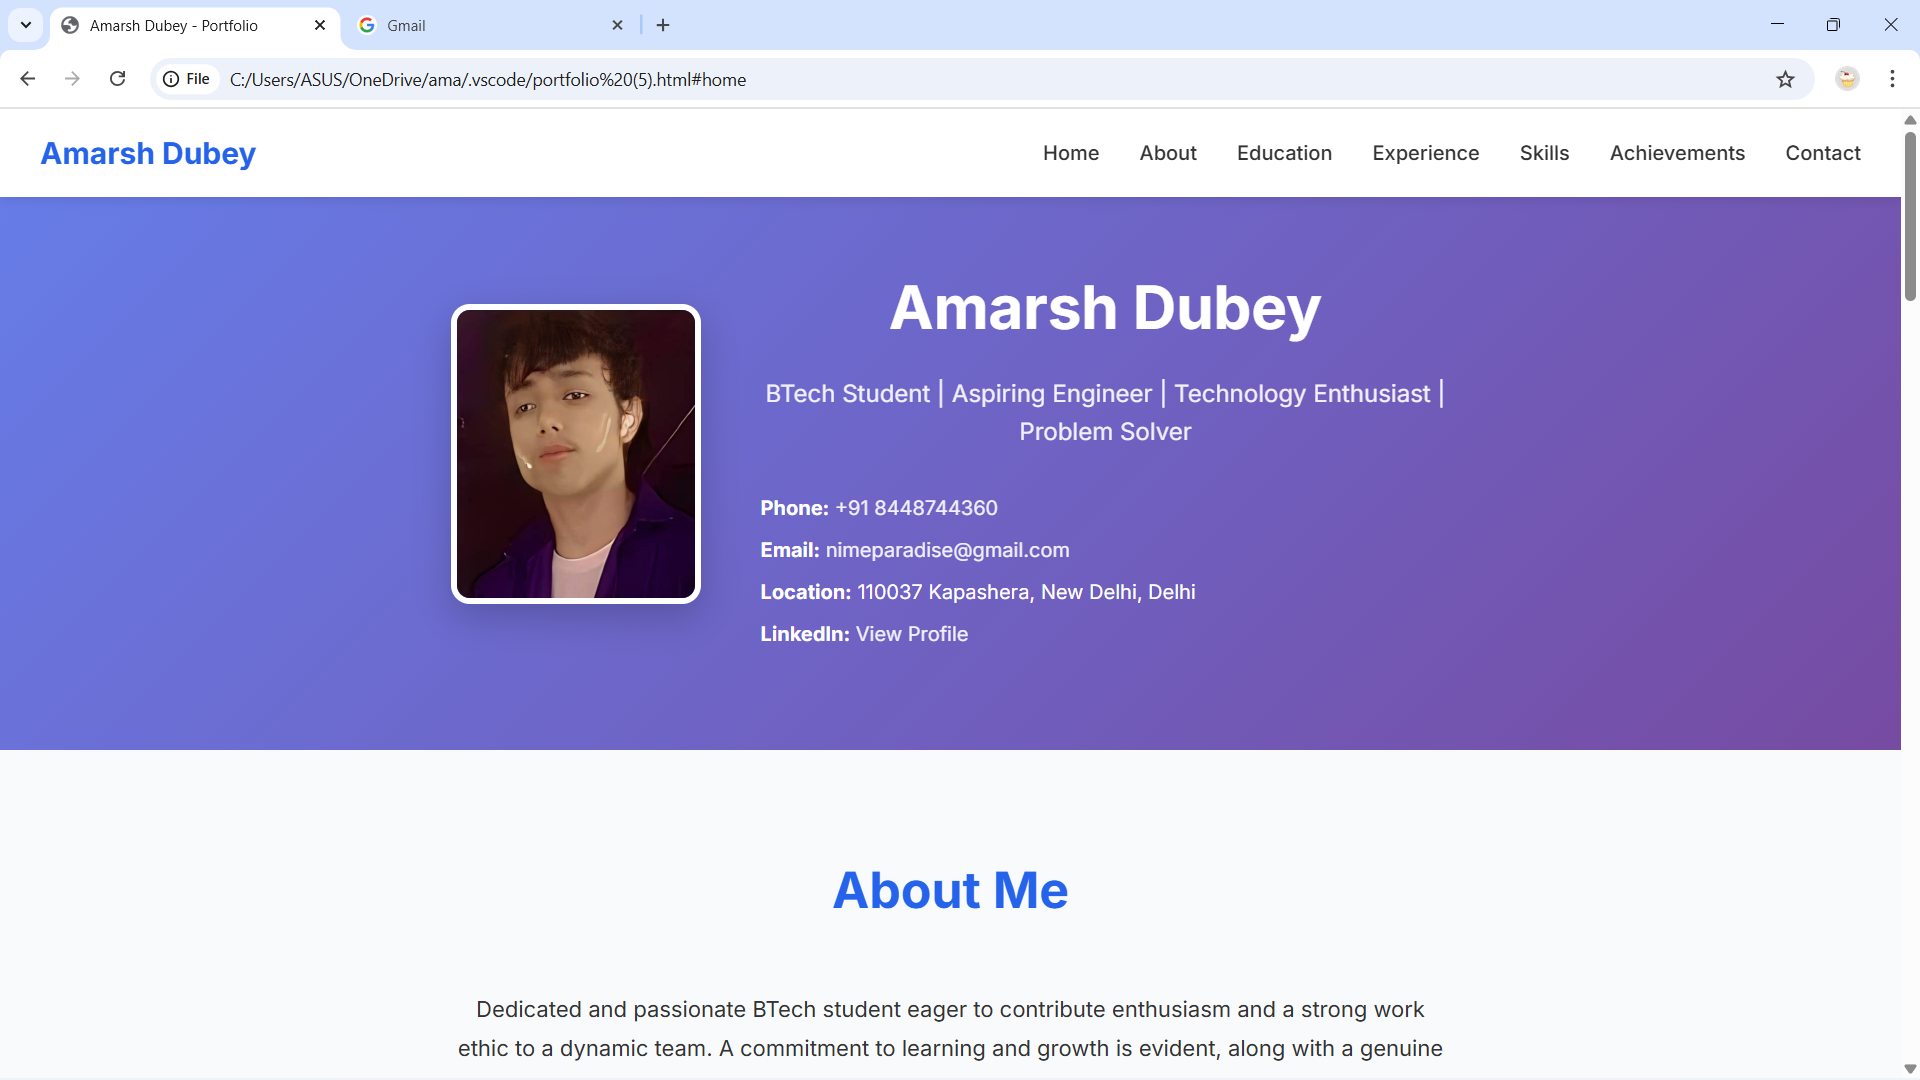 Amarsh Dubey - Portfolio
Gmail
File
C:/Users/ASUS/OneDrive/ama/.vscode/portfolio%20(5).html#home
Amarsh Dubey
Home
About
Education
Experience
Skills
Achievements
Contact
Amarsh Dubey
BTech Student | Aspiring Engineer | Technology Enthusiast |
Problem Solver
Phone: +91 8448744360
Email: nimeparadise@gmail.com
Location: 110037 Kapashera, New Delhi, Delhi
LinkedIn: View Profile
About Me
Dedicated and passionate BTech student eager to contribute enthusiasm and a strong work
ethic to a dynamic team. A commitment to learning and growth is evident, along with a genuine